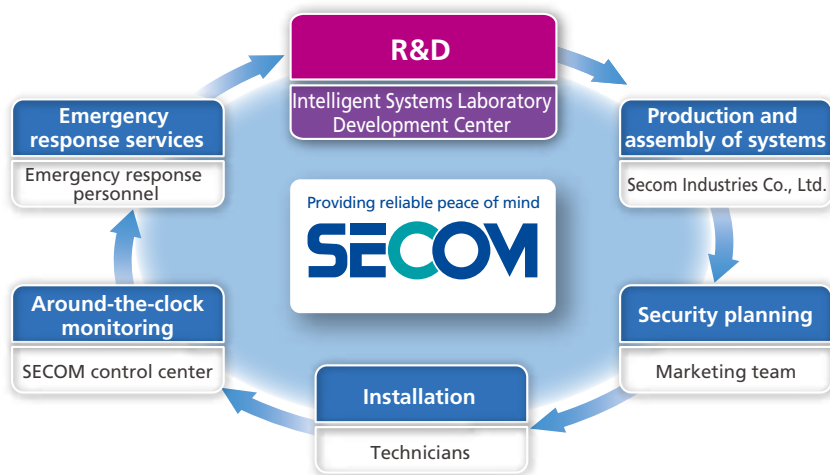 R&D
Intelligent Systems Laboratory
Development Center
Production and
assembly of systems
Secom Industries Co., Ltd.
Security planning
Marketing team
Installation
Technicians
Around-the-clock
monitoring
SECOM control center
Emergency
response services
Emergency response
personnel
Providing reliable peace of mind
SECOM